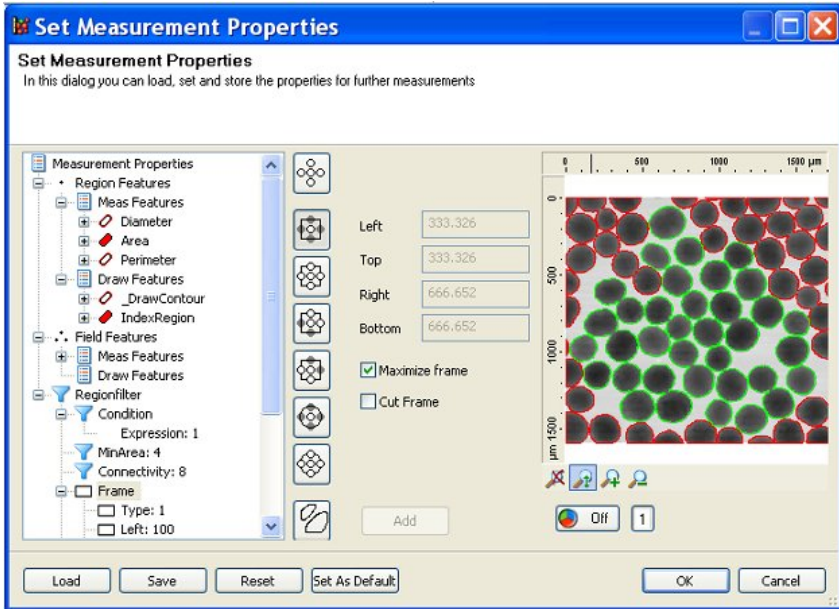 Set Measurement Properties
Set Measurement Properties
In this dialog you can load, set and store the properties for further measurements
Measurement Properties
Region Features
Meas Features
Diameter
Area
Perimeter
Draw Features
_DrawContour
IndexRegion
Field Features
Meas Features
Draw Features
Regionfilter
Condition
Expression: 1
MinArea: 4
Connectivity: 8
Frame
Type: 1
Left: 100
Left 333.326
Top 333.326
Right 666.652
Bottom 666.652
Maximize frame
Cut Frame
Add
0 500 1000 1500 µm
0
500
1000
µm 1500
Off 1
Load Save Reset Set As Default OK Cancel